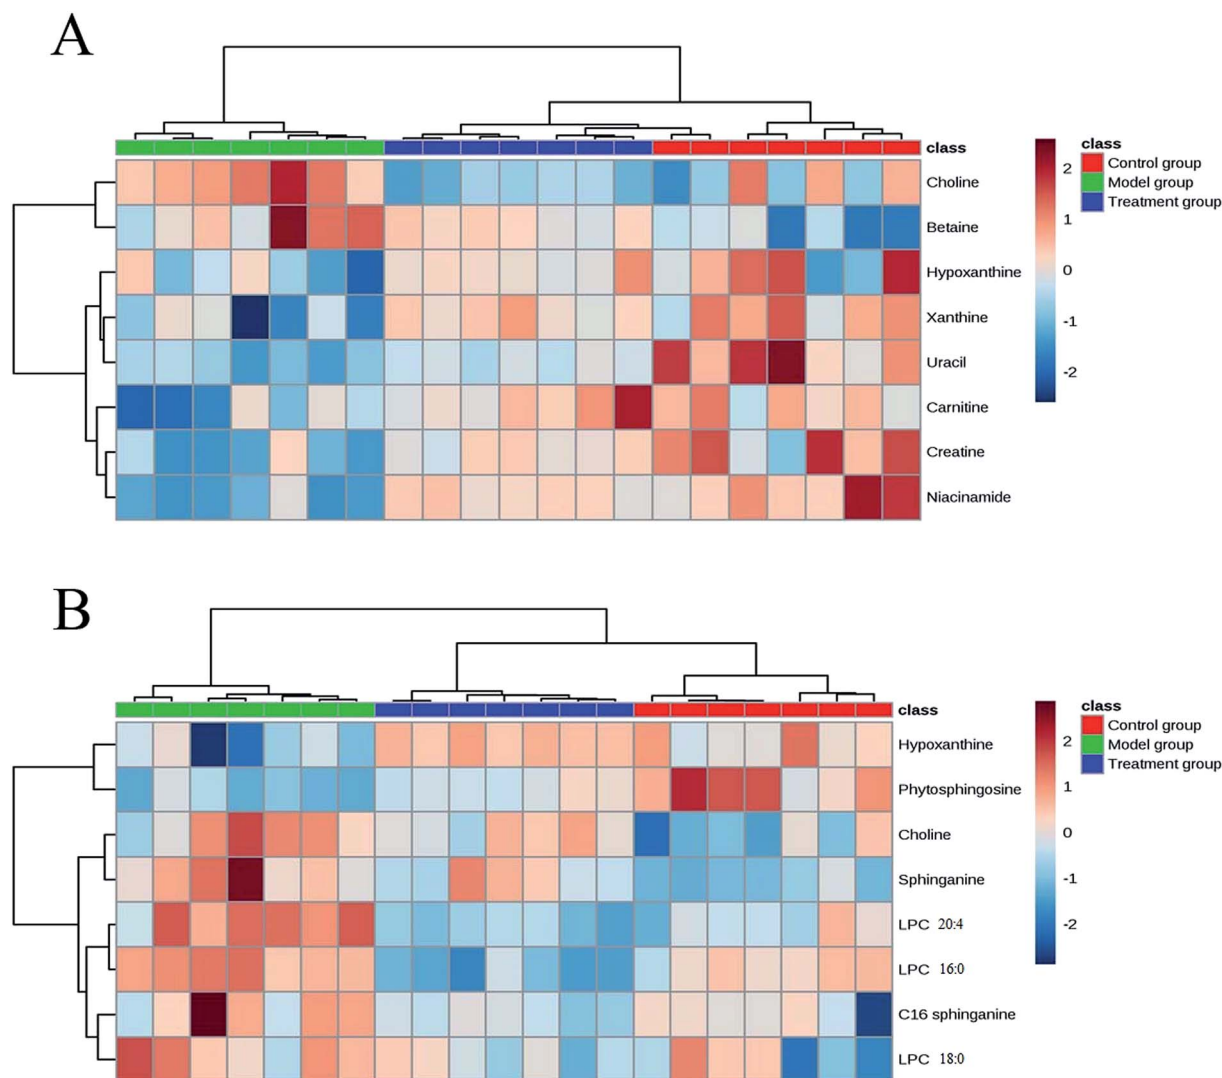 A
class
Choline
Betaine
Hypoxanthine
Xanthine
Uracil
Carnitine
Creatine
Niacinamide
2
1
0
-1
-2
class
Control group
Model group
Treatment group
B
class
Hypoxanthine
Phytosphingosine
Choline
Sphinganine
LPC 20:4
LPC 16:0
C16 sphinganine
LPC 18:0
2
1
0
-1
-2
class
Control group
Model group
Treatment group